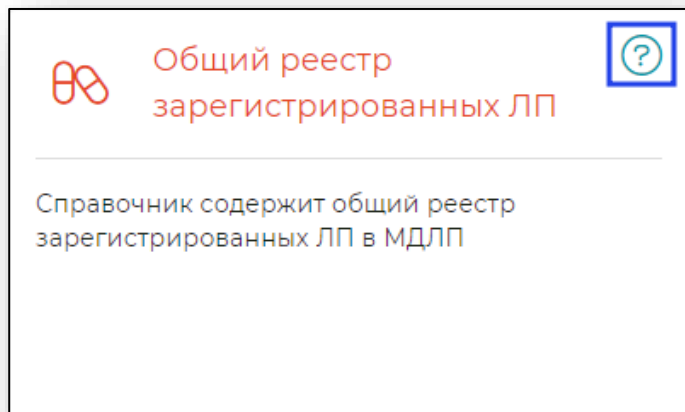 Общий реестр
зарегистрированных ЛП
?
Справочник содержит общий реестр
зарегистрированных ЛП в МДЛП